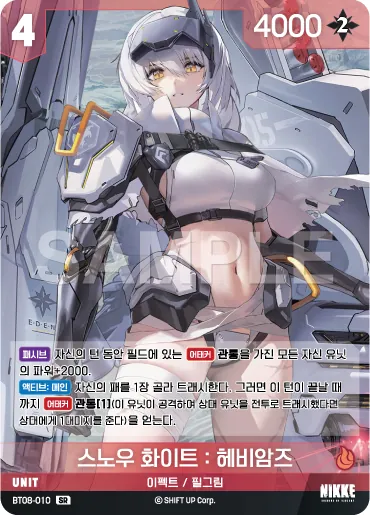 4
4000 2
05
EDEN
SAMPLE
패시브 자신의 턴 동안 필드에 있는 어태커 관통을 가진 모든 자신 유닛
의 파워+2000.
액티브: 메인 자신의 패를 1장 골라 트래시한다. 그러면 이 턴이 끝날 때
까지 어태커 관통[1](이 유닛이 공격하며 상대 유닛을 전투로 트래시했다면
상대에게 1대미지를 준다)을 얻는다.
스노우 화이트 : 헤비암즈
UNIT 이펙트 / 필그림 NIKKE
BT08-010 SR ⓒ SHIFT UP Corp.